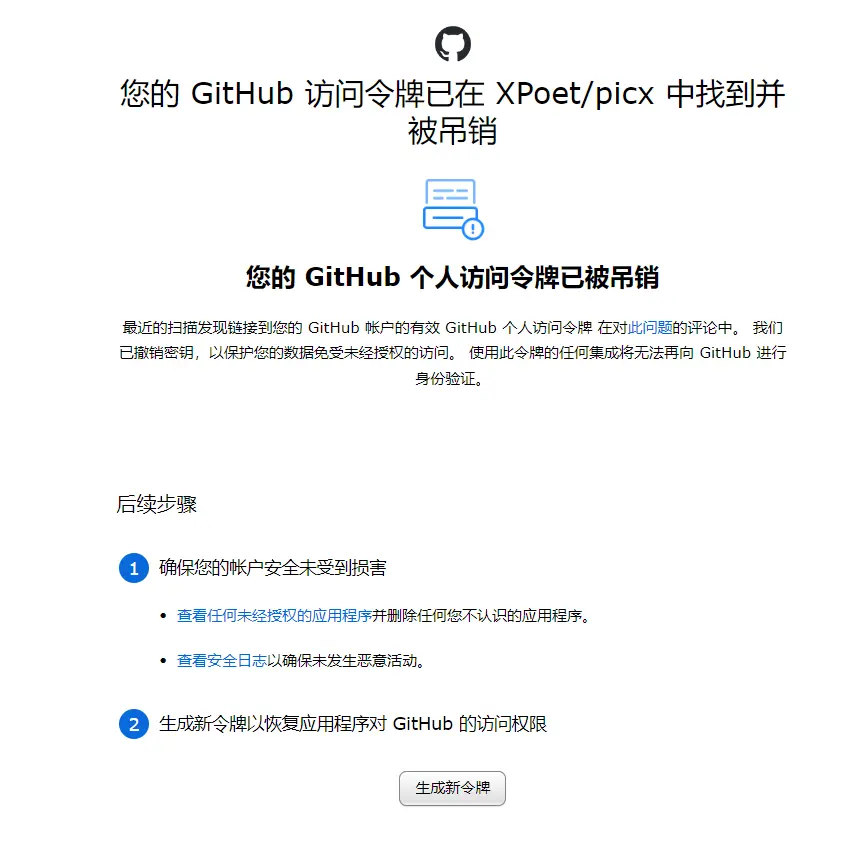 您的 GitHub 访问令牌已在 XPoet/picx 中找到并
被吊销
您的 GitHub 个人访问令牌已被吊销
最近的扫描发现链接到您的 GitHub 帐户的有效 GitHub 个人访问令牌 在对此问题的评论中。 我们
已撤销密钥，以保护您的数据免受未经授权的访问。 使用此令牌的任何集成将无法再向 GitHub 进行
身份验证。
后续步骤
1 确保您的帐户安全未受到损害
• 查看任何未经授权的应用程序并删除任何您不认识的应用程序。
• 查看安全日志以确保未发生恶意活动。
2 生成新令牌以恢复应用程序对 GitHub 的访问权限
生成新令牌